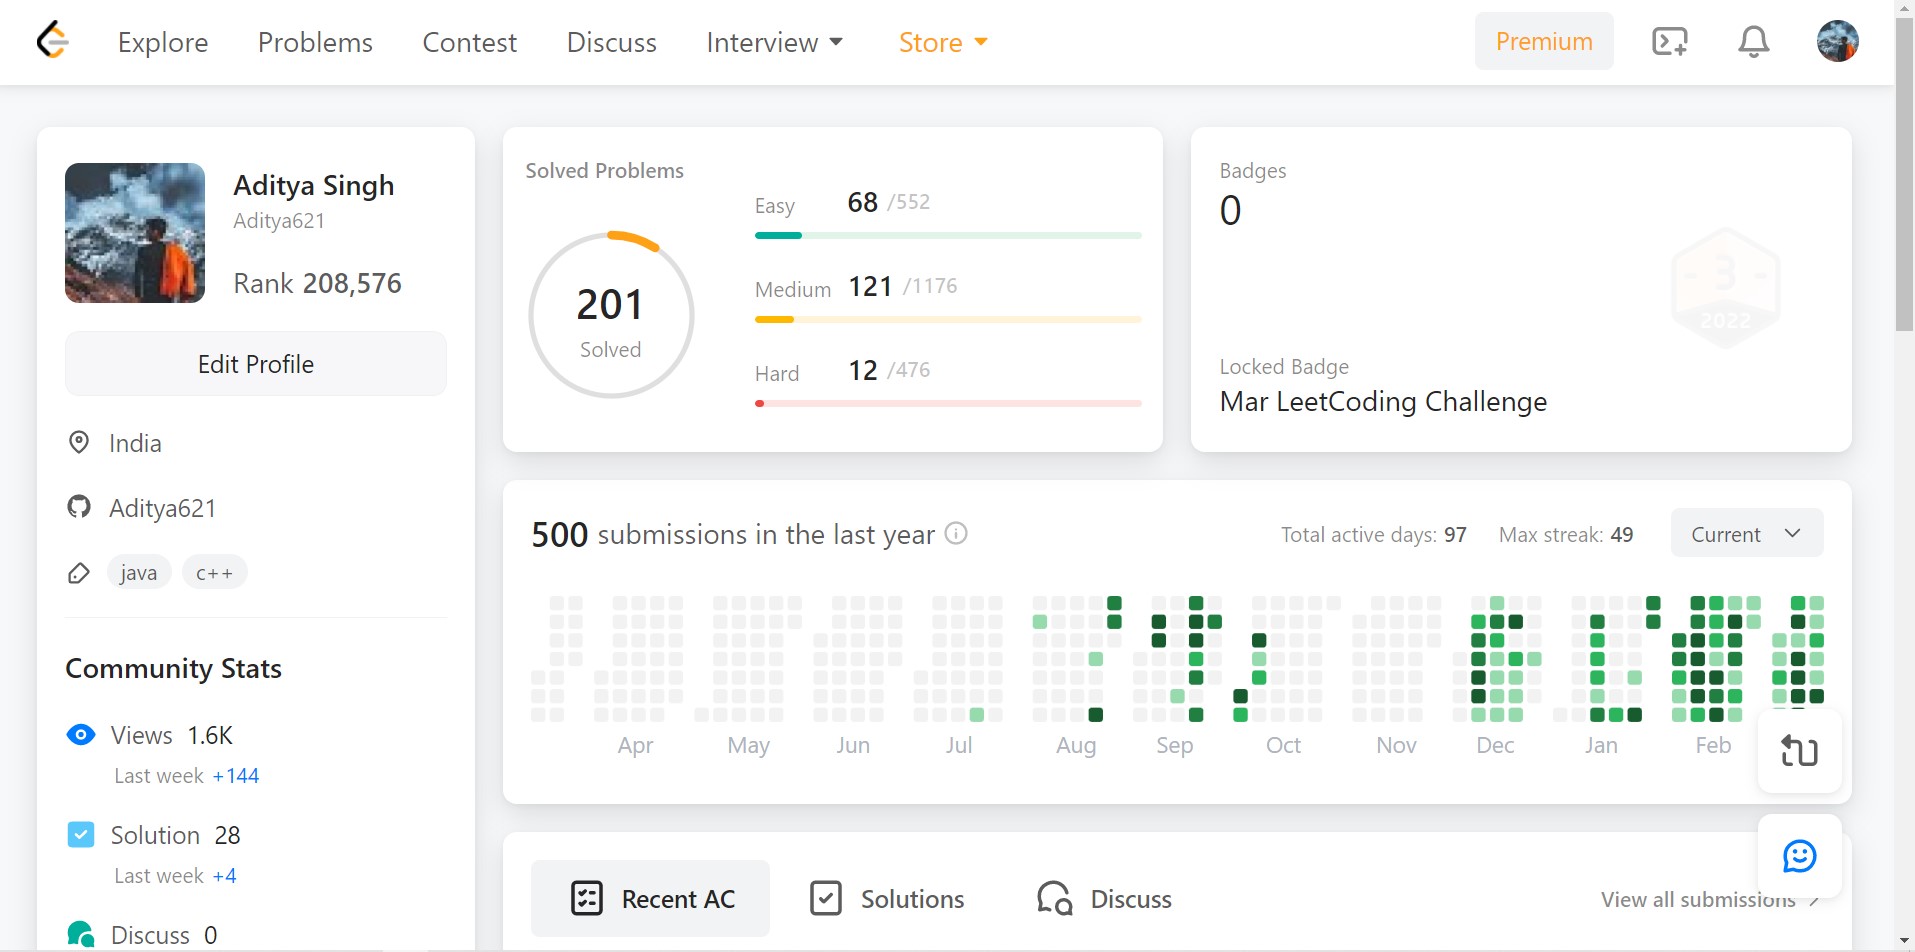 Explore Problems Contest Discuss Interview Store Premium
Aditya Singh
Aditya621
Rank 208,576
Edit Profile
India
Aditya621
java c++
Community Stats
Views 1.6K
Last week +144
Solution 28
Last week +4
Discuss 0
Solved Problems
201
Solved
Easy 68 /552
Medium 121 /1176
Hard 12 /476
Badges
0
3
2022
Locked Badge
Mar LeetCoding Challenge
500 submissions in the last year
Total active days: 97 Max streak: 49 Current
Apr May Jun Jul Aug Sep Oct Nov Dec Jan Feb
Recent AC Solutions Discuss View all submissions